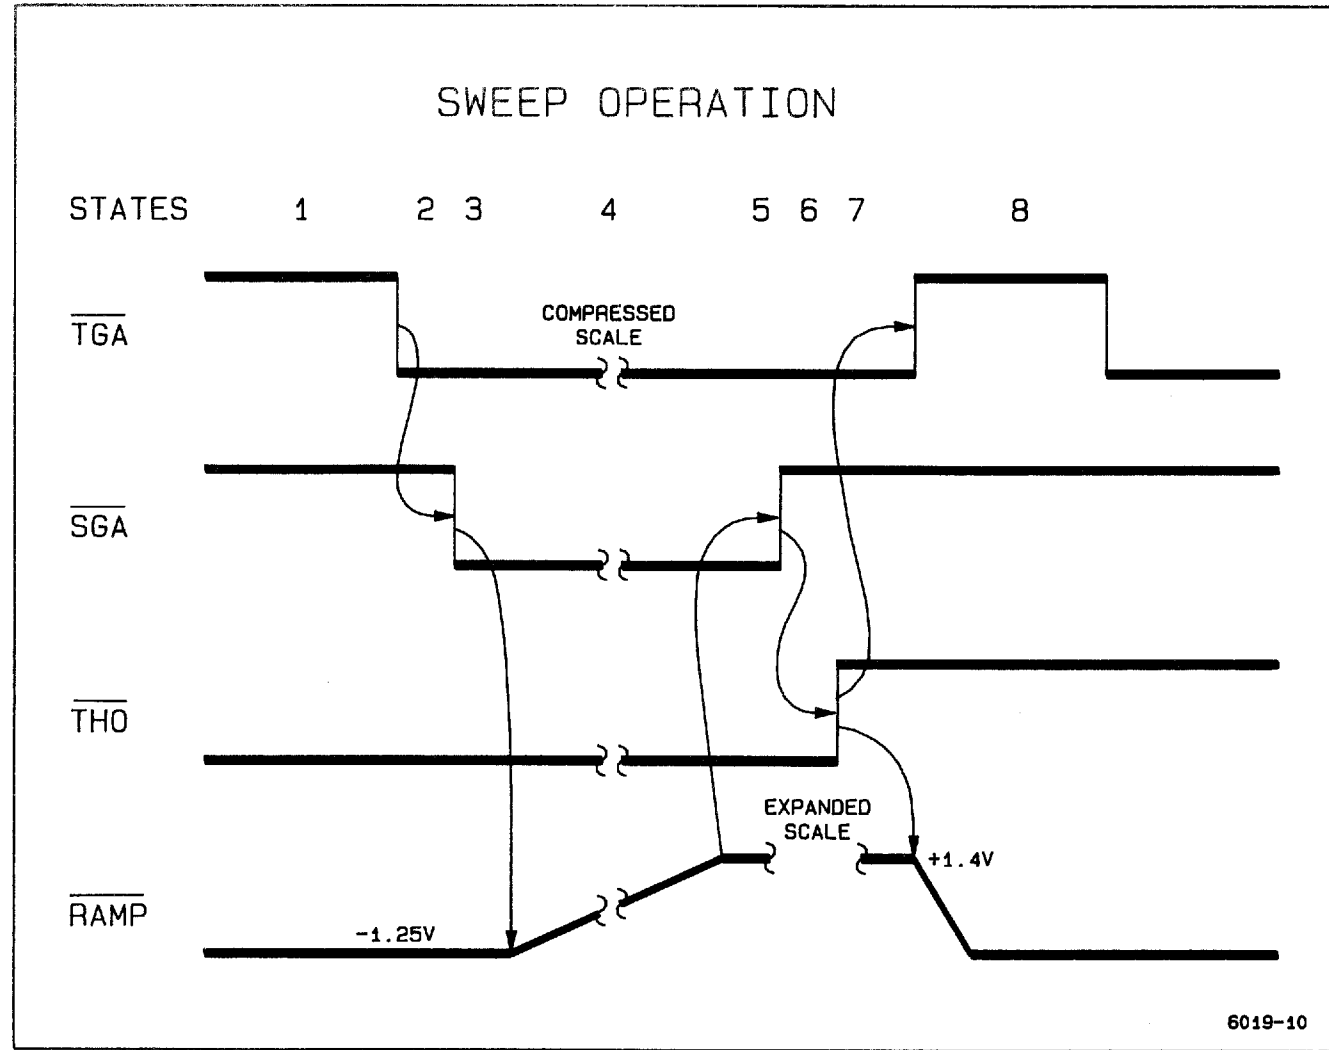 SWEEP OPERATION
STATES 1 2 3 4 5 6 7 8
TGA
COMPRESSED
SCALE
SGA
THO
EXPANDED
SCALE
+1.4V
RAMP
-1.25V
6019-10